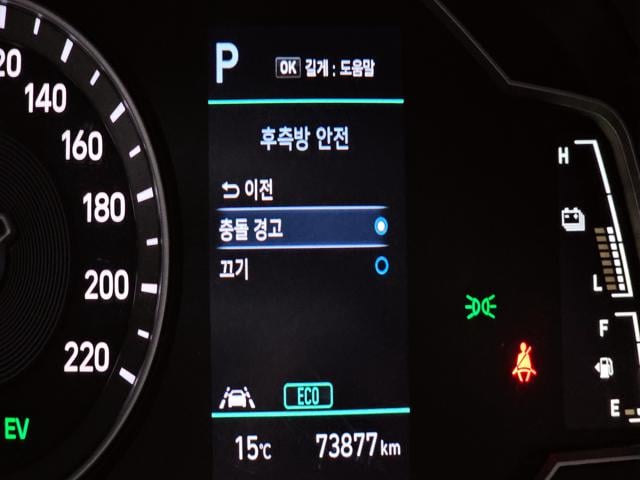 P
OK 길게 : 도움말
후측방 안전
이전
충돌 경고
끄기
ECO
15℃ 73877 km
140
160
180
200
220
EV
H
L
F
E